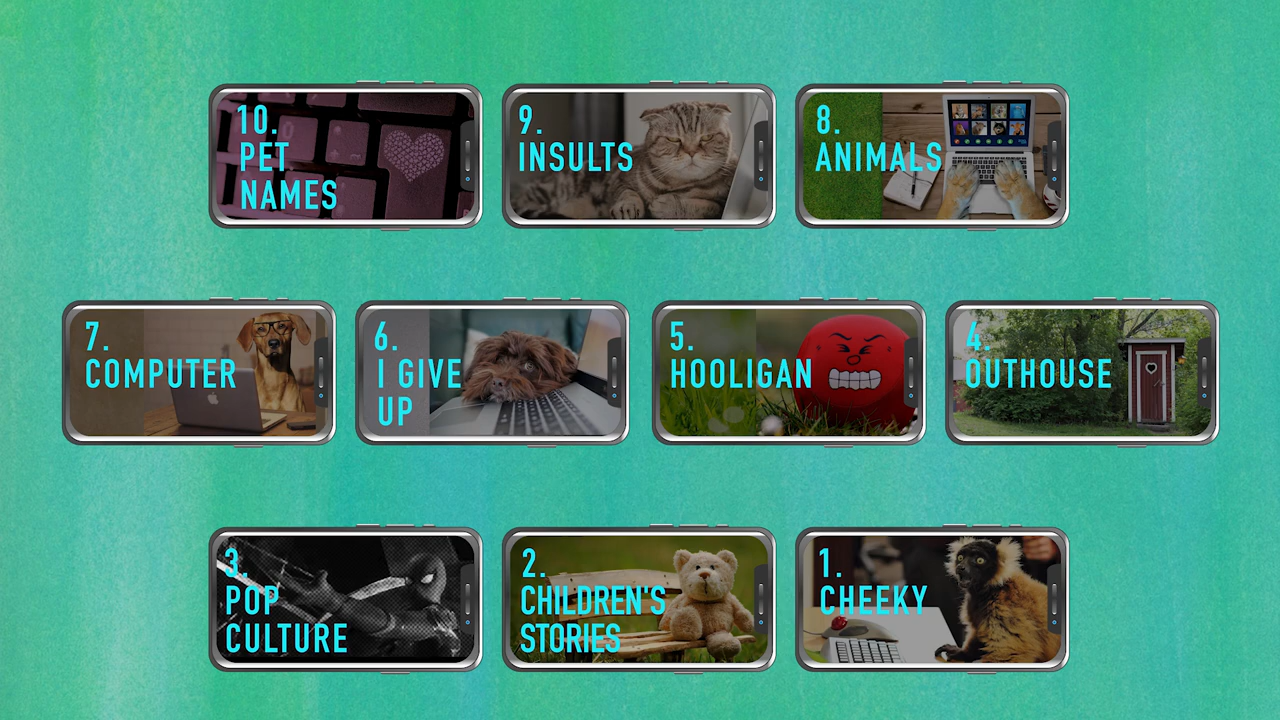 10.
PET
NAMES
9.
INSULTS
8.
ANIMALS
7.
COMPUTER
6.
I GIVE
UP
5.
HOOLIGAN
4.
OUTHOUSE
3.
POP
CULTURE
2.
CHILDREN'S
STORIES
1.
CHEEKY